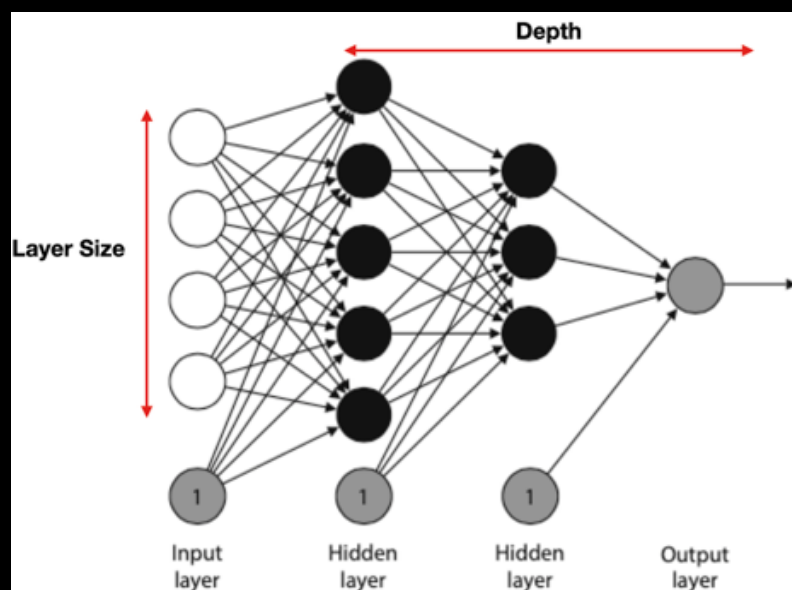 Depth
Layer Size
1 1 1
Input Hidden Hidden Output
layer layer layer layer